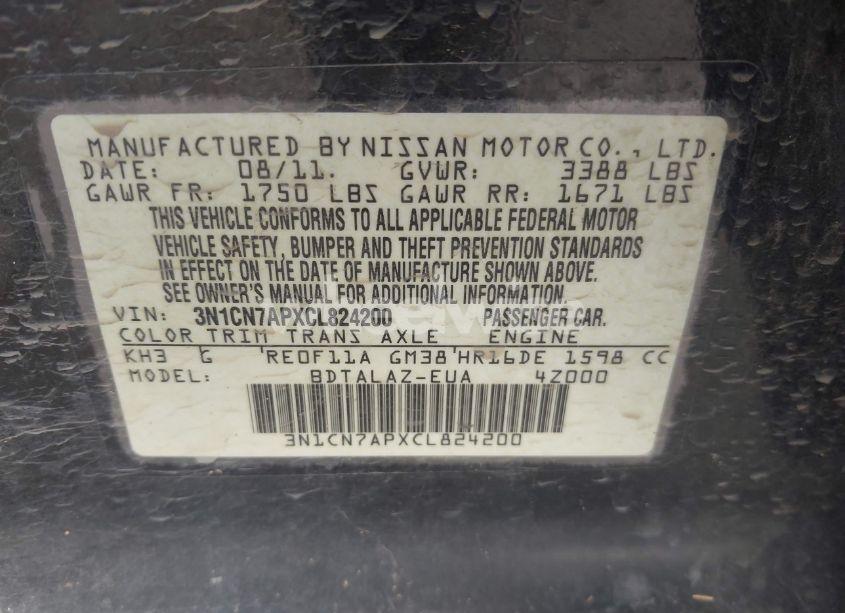 MANUFACTURED BY NISSAN MOTOR CO., LTD.
DATE: 08/11. GVWR: 3388 LBS
GAWR FR: 1750 LBS GAWR RR: 1671 LBS
THIS VEHICLE CONFORMS TO ALL APPLICABLE FEDERAL MOTOR
VEHICLE SAFETY, BUMPER AND THEFT PREVENTION STANDARDS
IN EFFECT ON THE DATE OF MANUFACTURE SHOWN ABOVE.
SEE OWNER'S MANUAL FOR ADDITIONAL INFORMATION.
VIN: 3N1CN7APXCL824200 PASSENGER CAR.
COLOR TRIM TRANS AXLE ENGINE
KH3 G RE0F11A GM38 HR16DE 1598 CC
MODEL: BDTALAZ-EUA 4Z000
3N1CN7APXCL824200